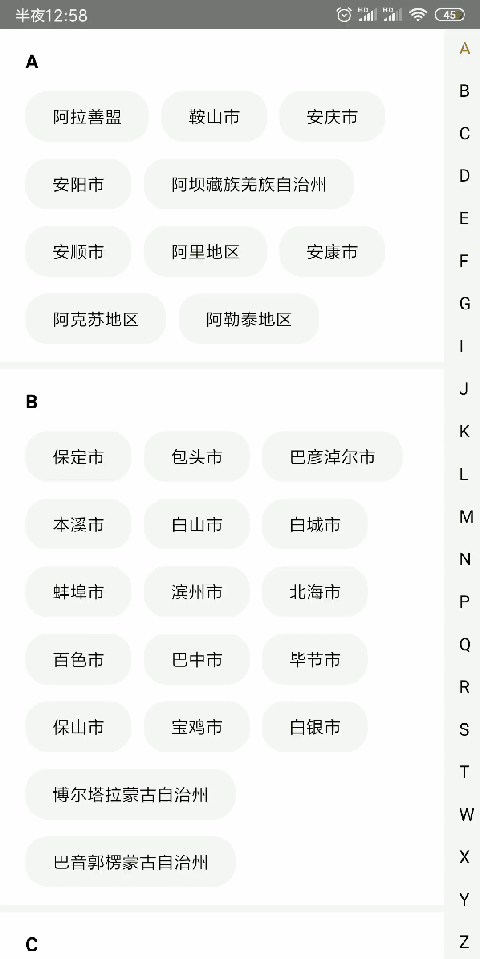 半夜12:58
HD HD 45
A
阿拉善盟 鞍山市 安庆市
安阳市 阿坝藏族羌族自治州
安顺市 阿里地区 安康市
阿克苏地区 阿勒泰地区
B
保定市 包头市 巴彦淖尔市
本溪市 白山市 白城市
蚌埠市 滨州市 北海市
百色市 巴中市 毕节市
保山市 宝鸡市 白银市
博尔塔拉蒙古自治州
巴音郭楞蒙古自治州
C
A
B
C
D
E
F
G
I
J
K
L
M
N
P
Q
R
S
T
W
X
Y
Z